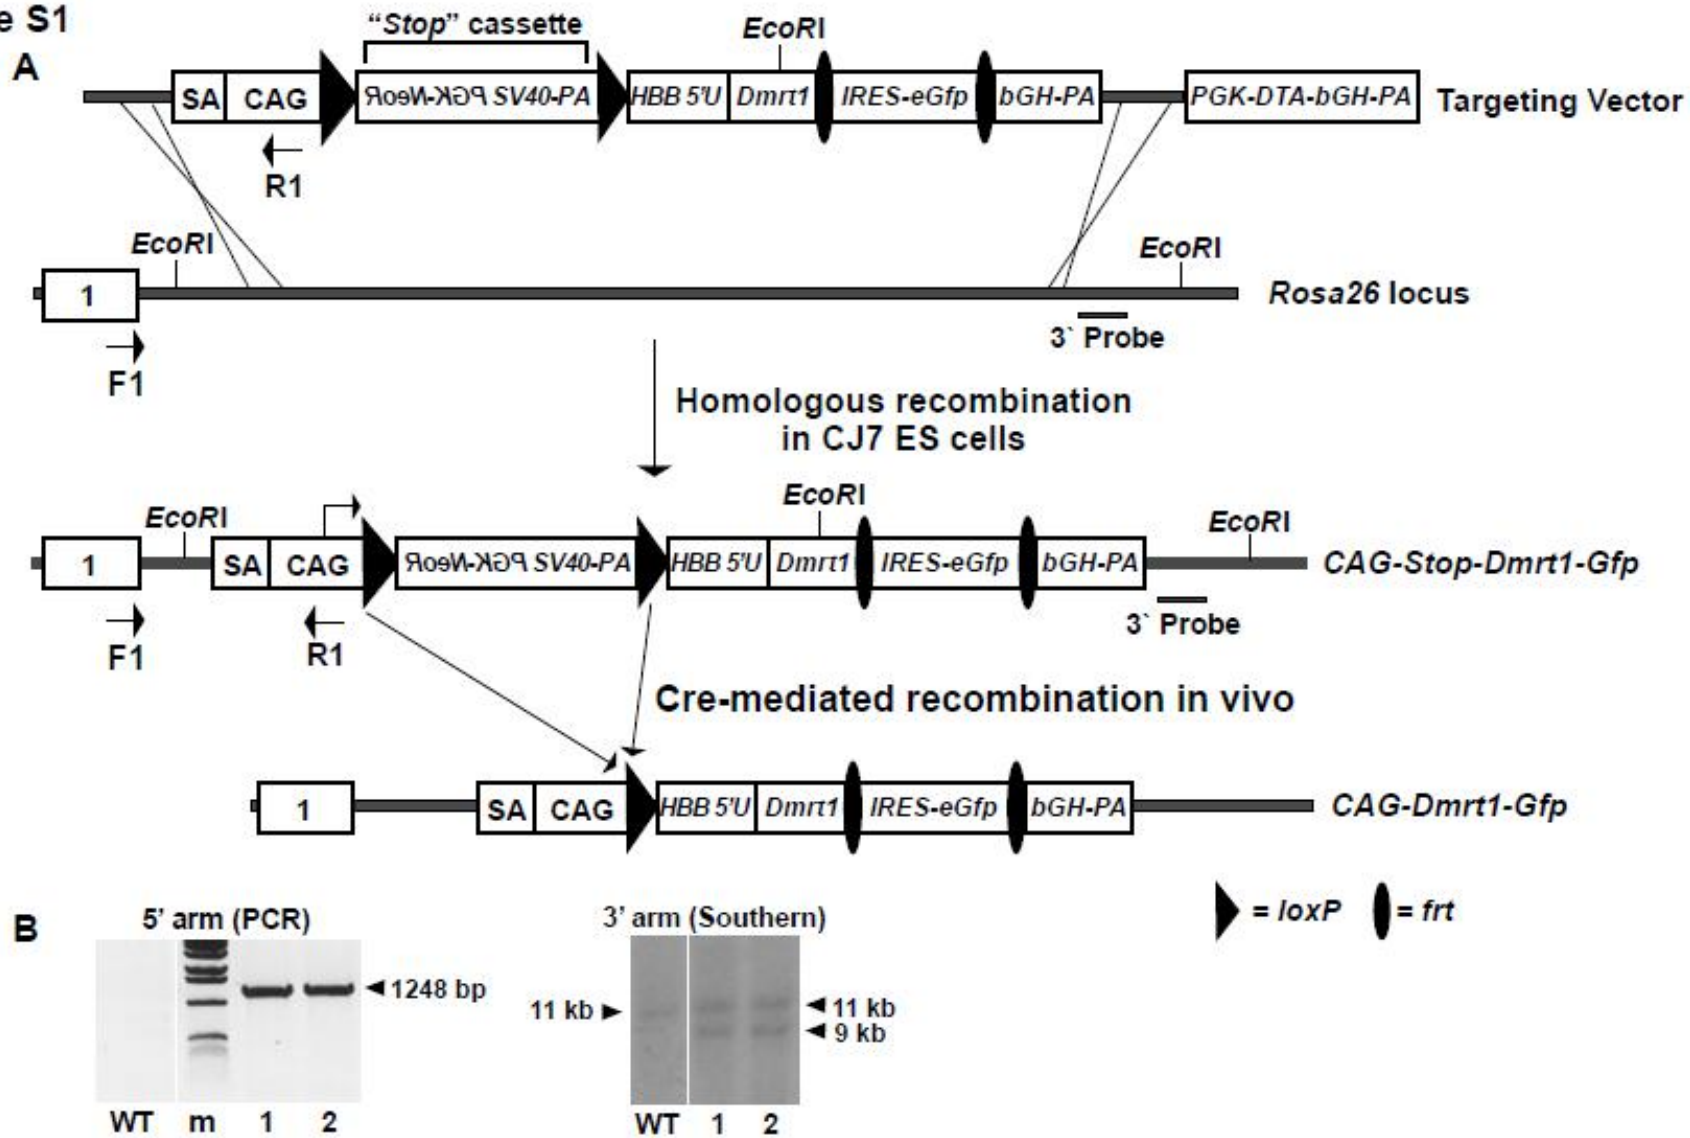 e S1
A
"Stop" cassette
EcoRI
SA CAG NeoR-PGK SV40-PA HBB 5'U Dmrt1 IRES-eGfp bGH-PA PGK-DTA-bGH-PA Targeting Vector
R1
EcoRI EcoRI
1 Rosa26 locus
3` Probe
F1
Homologous recombination
in CJ7 ES cells
EcoRI
EcoRI EcoRI
1 SA CAG NeoR-PGK SV40-PA HBB 5'U Dmrt1 IRES-eGfp bGH-PA CAG-Stop-Dmrt1-Gfp
3` Probe
F1 R1
Cre-mediated recombination in vivo
1 SA CAG HBB 5'U Dmrt1 IRES-eGfp bGH-PA CAG-Dmrt1-Gfp
= loxP = frt
B
5' arm (PCR) 3' arm (Southern)
1248 bp
11 kb 11 kb
9 kb
WT m 1 2 WT 1 2